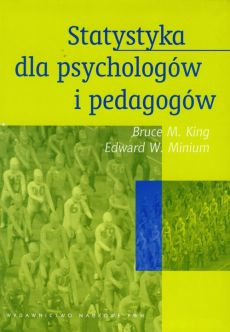 Statystyka
dla psychologów
i pedagogów
Bruce M. King
Edward W. Minium
WYDAWNICTWO NAUKOWE PWN